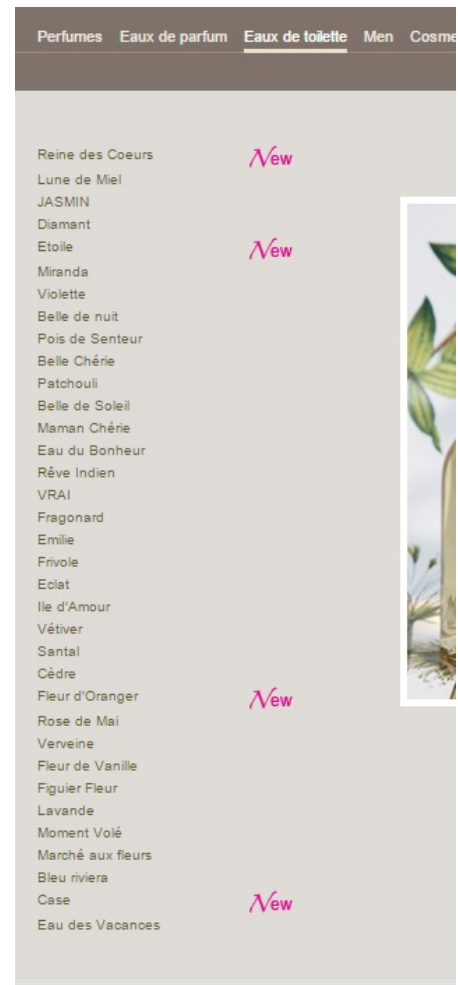 Perfumes Eaux de parfum Eaux de toilette Men Cosme
Reine des Coeurs New
Lune de Miel
JASMIN
Diamant
Etoile New
Miranda
Violette
Belle de nuit
Pois de Senteur
Belle Chérie
Patchouli
Belle de Soleil
Maman Chérie
Eau du Bonheur
Rêve Indien
VRAI
Fragonard
Emilie
Frivole
Eclat
Ile d'Amour
Vétiver
Santal
Cèdre
Fleur d'Oranger New
Rose de Mai
Verveine
Fleur de Vanille
Figuier Fleur
Lavande
Moment Volé
Marché aux fleurs
Bleu riviera
Case New
Eau des Vacances